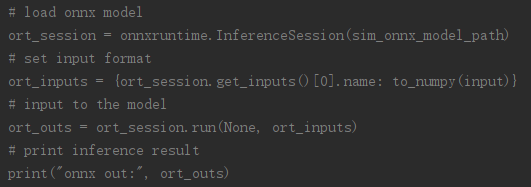 # load onnx model
ort_session = onnxruntime.InferenceSession(sim_onnx_model_path)
# set input format
ort_inputs = {ort_session.get_inputs()[0].name: to_numpy(input)}
# input to the model
ort_outs = ort_session.run(None, ort_inputs)
# print inference result
print("onnx out:", ort_outs)